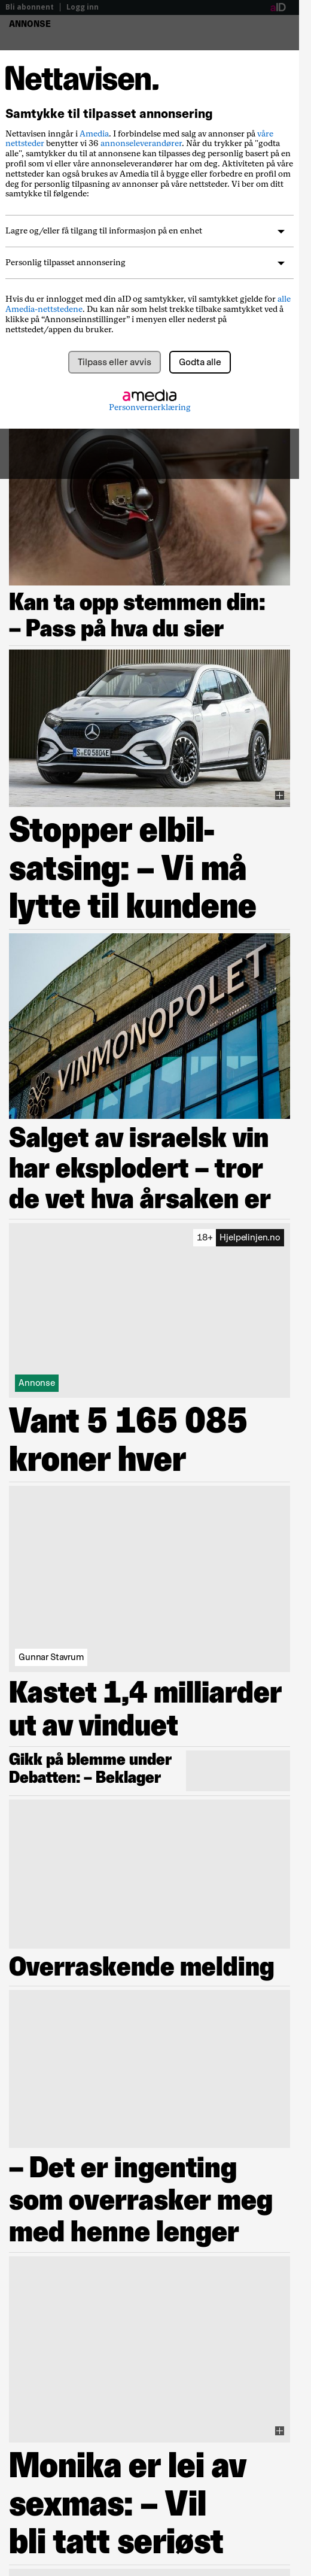 Bli abonnent | Logg inn
aID
ANNONSE
Nettavisen.
Samtykke til tilpasset annonsering
Nettavisen inngår i Amedia. I forbindelse med salg av annonser på våre
nettsteder benytter vi 36 annonseleverandører. Når du trykker på "godta
alle", samtykker du til at annonsene kan tilpasses deg personlig basert på en
profil som vi eller våre annonseleverandører har om deg. Aktiviteten på våre
nettsteder kan også brukes av Amedia til å bygge eller forbedre en profil om
deg for personlig tilpasning av annonser på våre nettsteder. Vi ber om ditt
samtykke til følgende:
Lagre og/eller få tilgang til informasjon på en enhet
Personlig tilpasset annonsering
Hvis du er innlogget med din aID og samtykker, vil samtykket gjelde for alle
Amedia-nettstedene. Du kan når som helst trekke tilbake samtykket ved å
klikke på “Annonseinnstillinger” i menyen eller nederst på
nettstedet/appen du bruker.
Tilpass eller avvis
Godta alle
amedia
Personvernerklæring
Kan ta opp stemmen din:
– Pass på hva du sier
S·EQ 5804E
Stopper elbil-
satsing: – Vi må
lytte til kundene
VINMONOPOLET
Salget av israelsk vin
har eksplodert – tror
de vet hva årsaken er
18+ Hjelpelinjen.no
Annonse
Vant 5 165 085
kroner hver
Gunnar Stavrum
Kastet 1,4 milliarder
ut av vinduet
Gikk på blemme under
Debatten: – Beklager
Overraskende melding
– Det er ingenting
som overrasker meg
med henne lenger
Monika er lei av
sexmas: – Vil
bli tatt seriøst